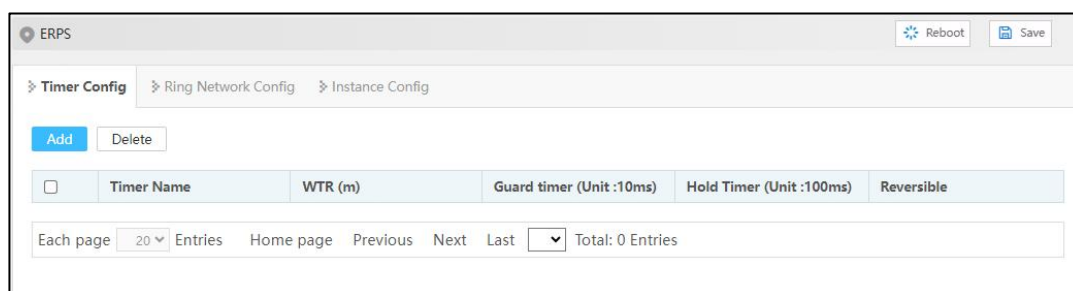 ERPS Reboot Save
Timer Config Ring Network Config Instance Config
Add Delete
Timer Name WTR (m) Guard timer (Unit :10ms) Hold Timer (Unit :100ms) Reversible
Each page 20 Entries Home page Previous Next Last Total: 0 Entries